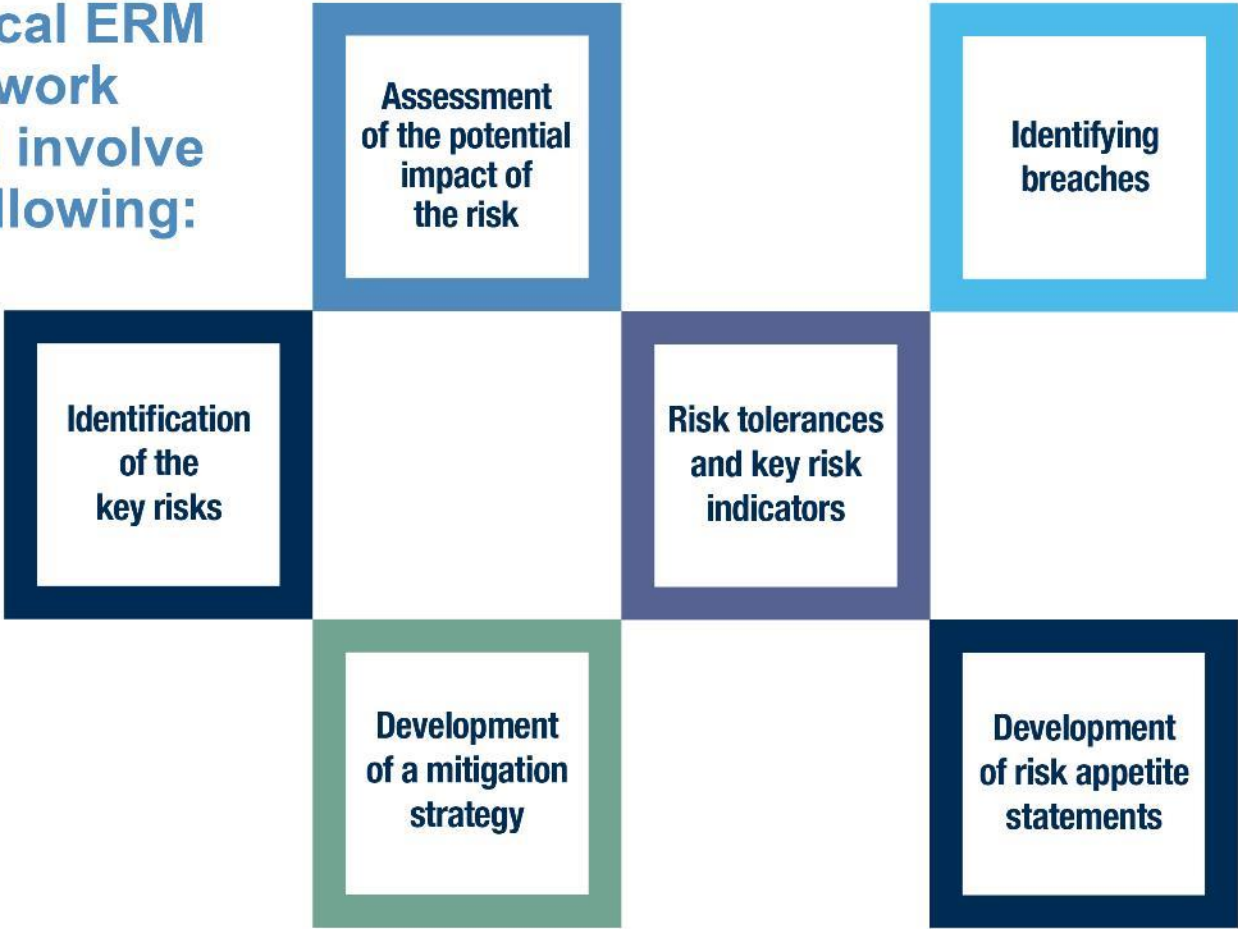 cal ERM
work
involve
llowing:
Assessment
of the potential
impact of
the risk
Identifying
breaches
Identification
of the
key risks
Risk tolerances
and key risk
indicators
Development
of a mitigation
strategy
Development
of risk appetite
statements